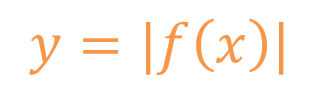 y = |f(x)|